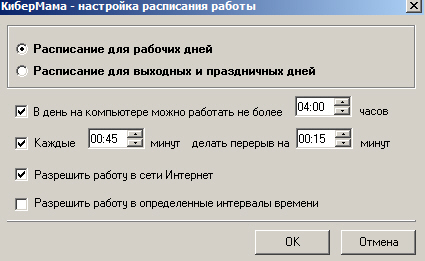 КиберМама - настройка расписания работы
Расписание для рабочих дней
Расписание для выходных и праздничных дней
В день на компьютере можно работать не более 04:00 часов
Каждые 00:45 минут делать перерыв на 00:15 минут
Разрешить работу в сети Интернет
Разрешить работу в определенные интервалы времени
OK Отмена